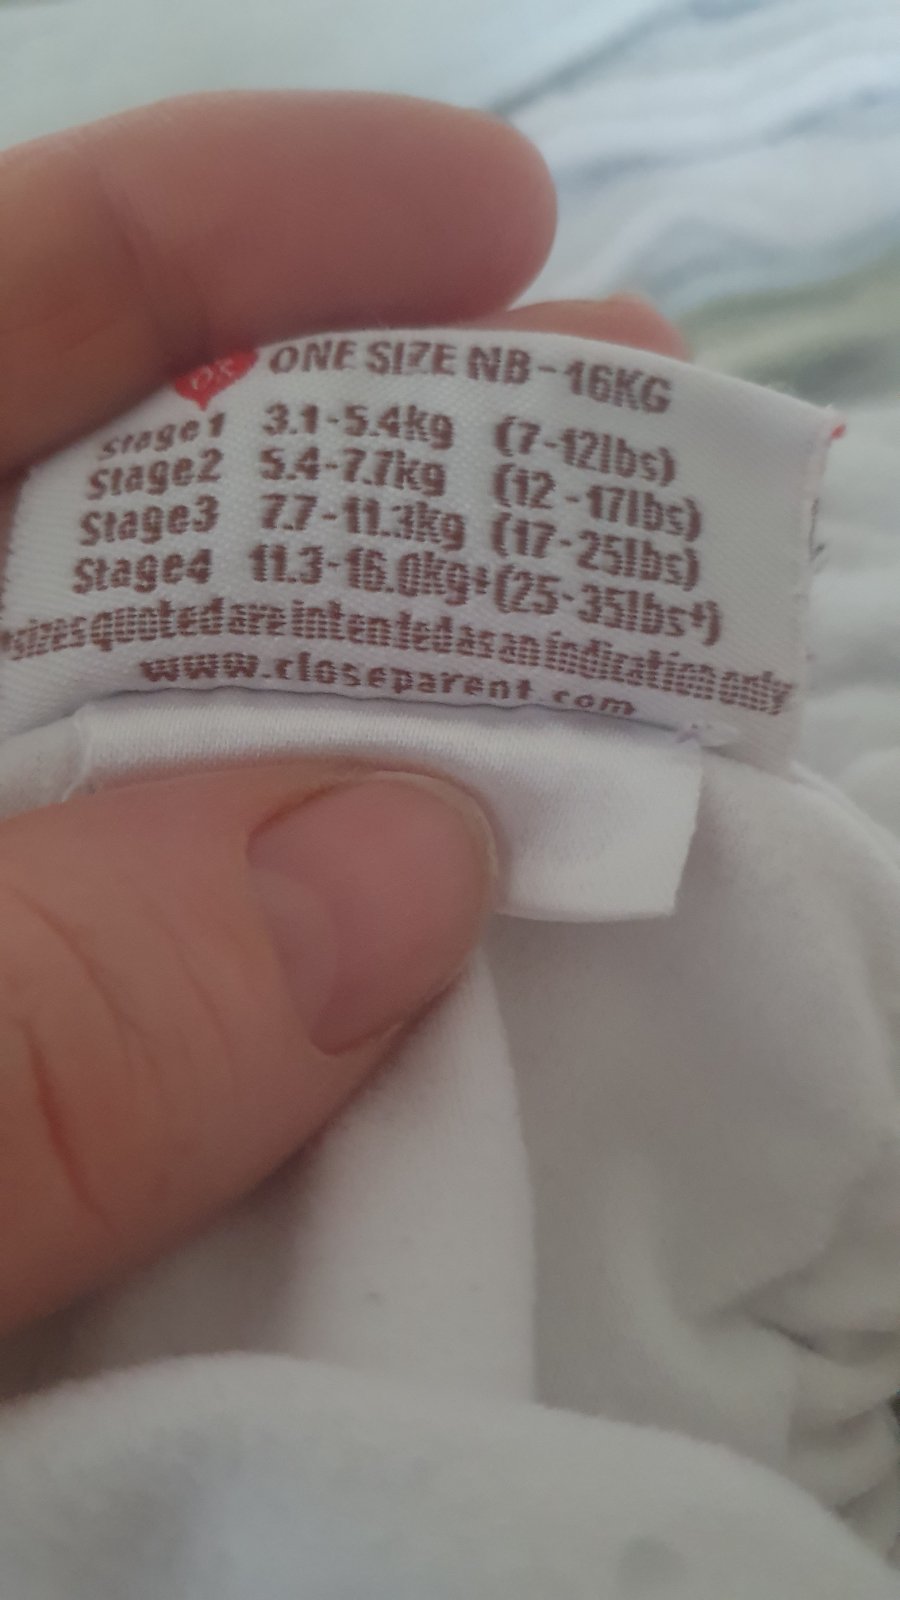 OS ONE SIZE NB-16KG
Stage1 3.1-5.4kg (7-12lbs)
Stage2 5.4-7.7kg (12-17lbs)
Stage3 7.7-11.3kg (17-25lbs)
Stage4 11.3-16.0kg+(25-35lbs+)
*sizes quoted are intended as an indication only
www.closeparent.com